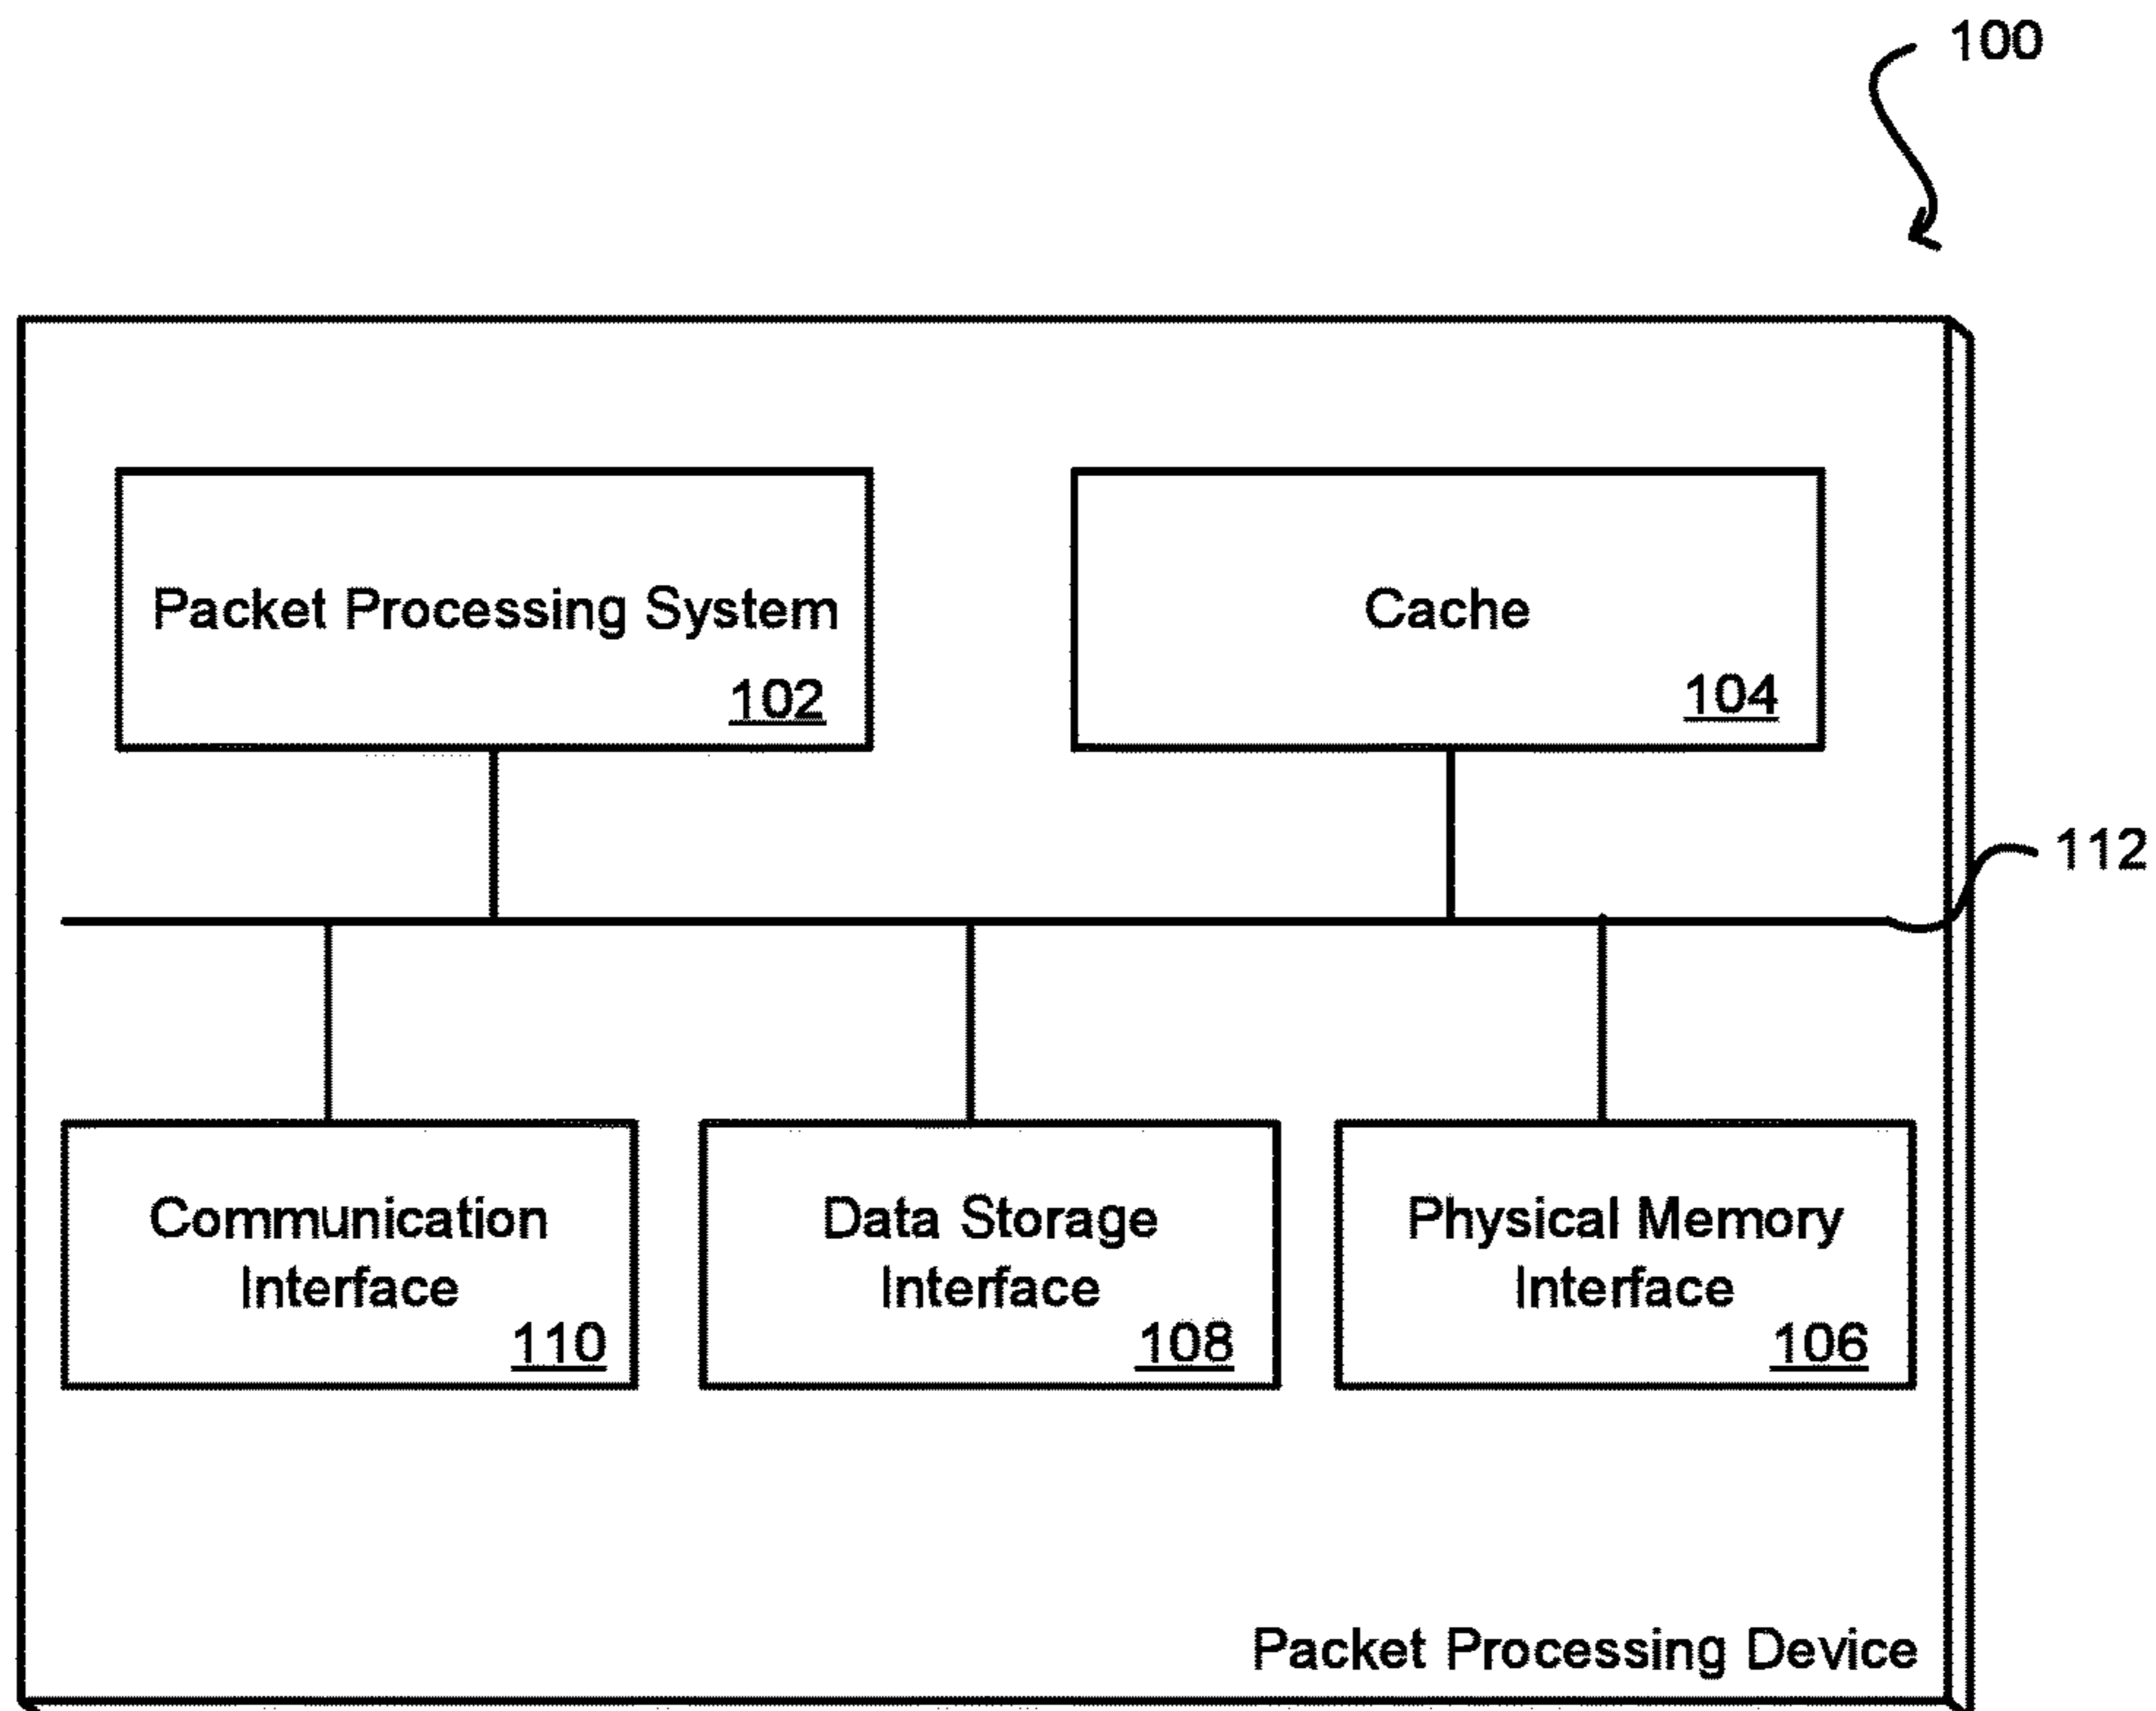 100
Packet Processing System
102
Cache
104
112
Communication
Interface
110
Data Storage
Interface
108
Physical Memory
Interface
106
Packet Processing Device